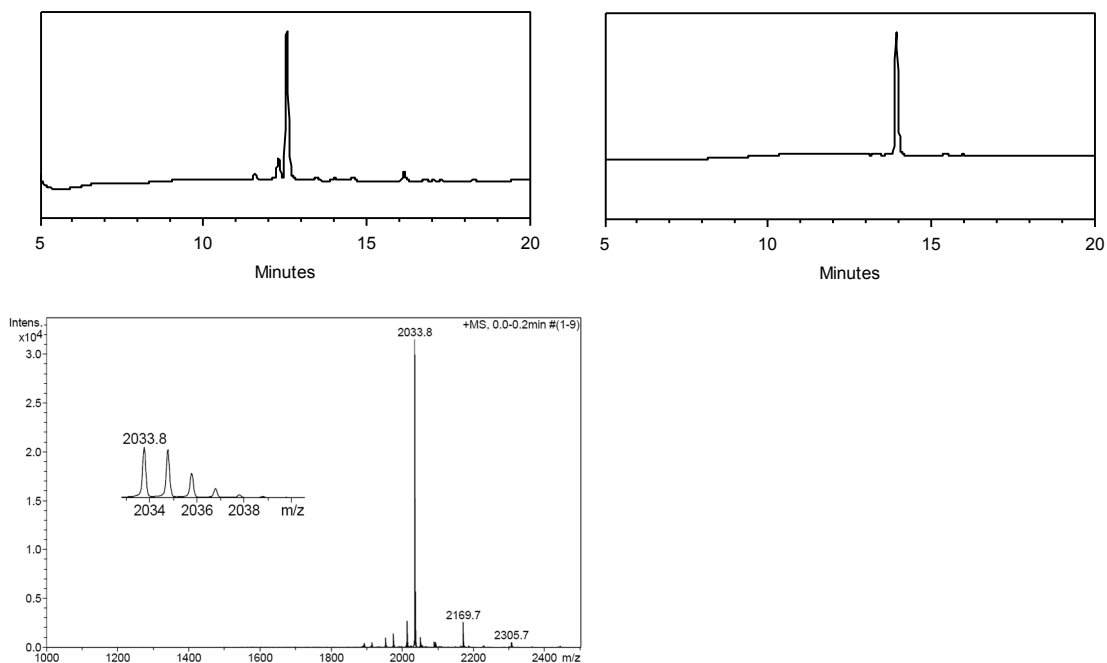 5 10 15 20
Minutes
5 10 15 20
Minutes
Intens.
x10⁴
+MS, 0.0-0.2min #(1-9)
2033.8
3.0
2.5
2.0
1.5
1.0
0.5
0.0
2033.8
2034 2036 2038 m/z
2169.7
2305.7
1000 1200 1400 1600 1800 2000 2200 2400 m/z